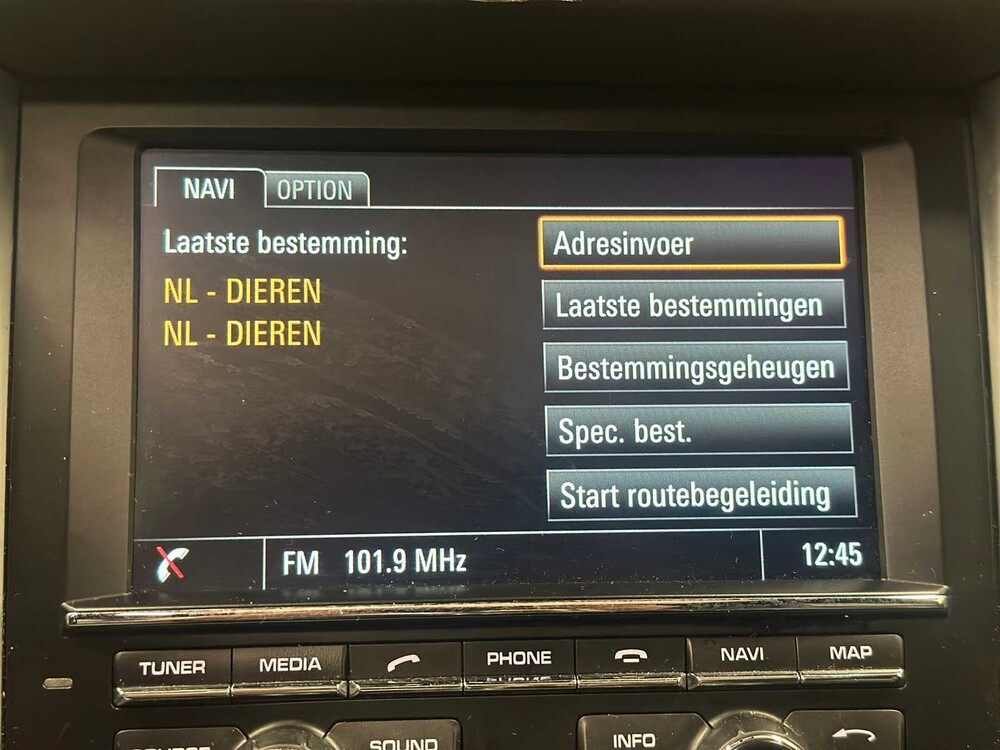 NAVI OPTION
Laatste bestemming:
NL - DIEREN
NL - DIEREN
Adresinvoer
Laatste bestemmingen
Bestemmingsgeheugen
Spec. best.
Start routebegeleiding
FM 101.9 MHz 12:45
TUNER MEDIA PHONE NAVI MAP
SOUND INFO